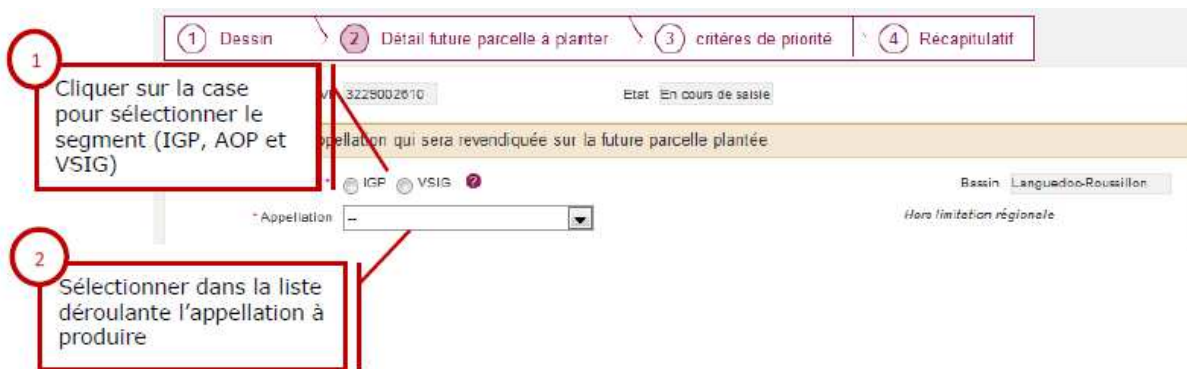 1 Dessin 2 Détail future parcelle à planter 3 critères de priorité 4 Récapitulatif
1
Cliquer sur la case
pour sélectionner le
segment (IGP, AOP et
VSIG)
3229002610 Etat En cours de saisie
appellation qui sera revendiquée sur la future parcelle plantée
* IGP VSIG ? Bassin Languedoc-Roussillon
* Appellation -- Hors limitation régionale
2
Sélectionner dans la liste
déroulante l'appellation à
produire